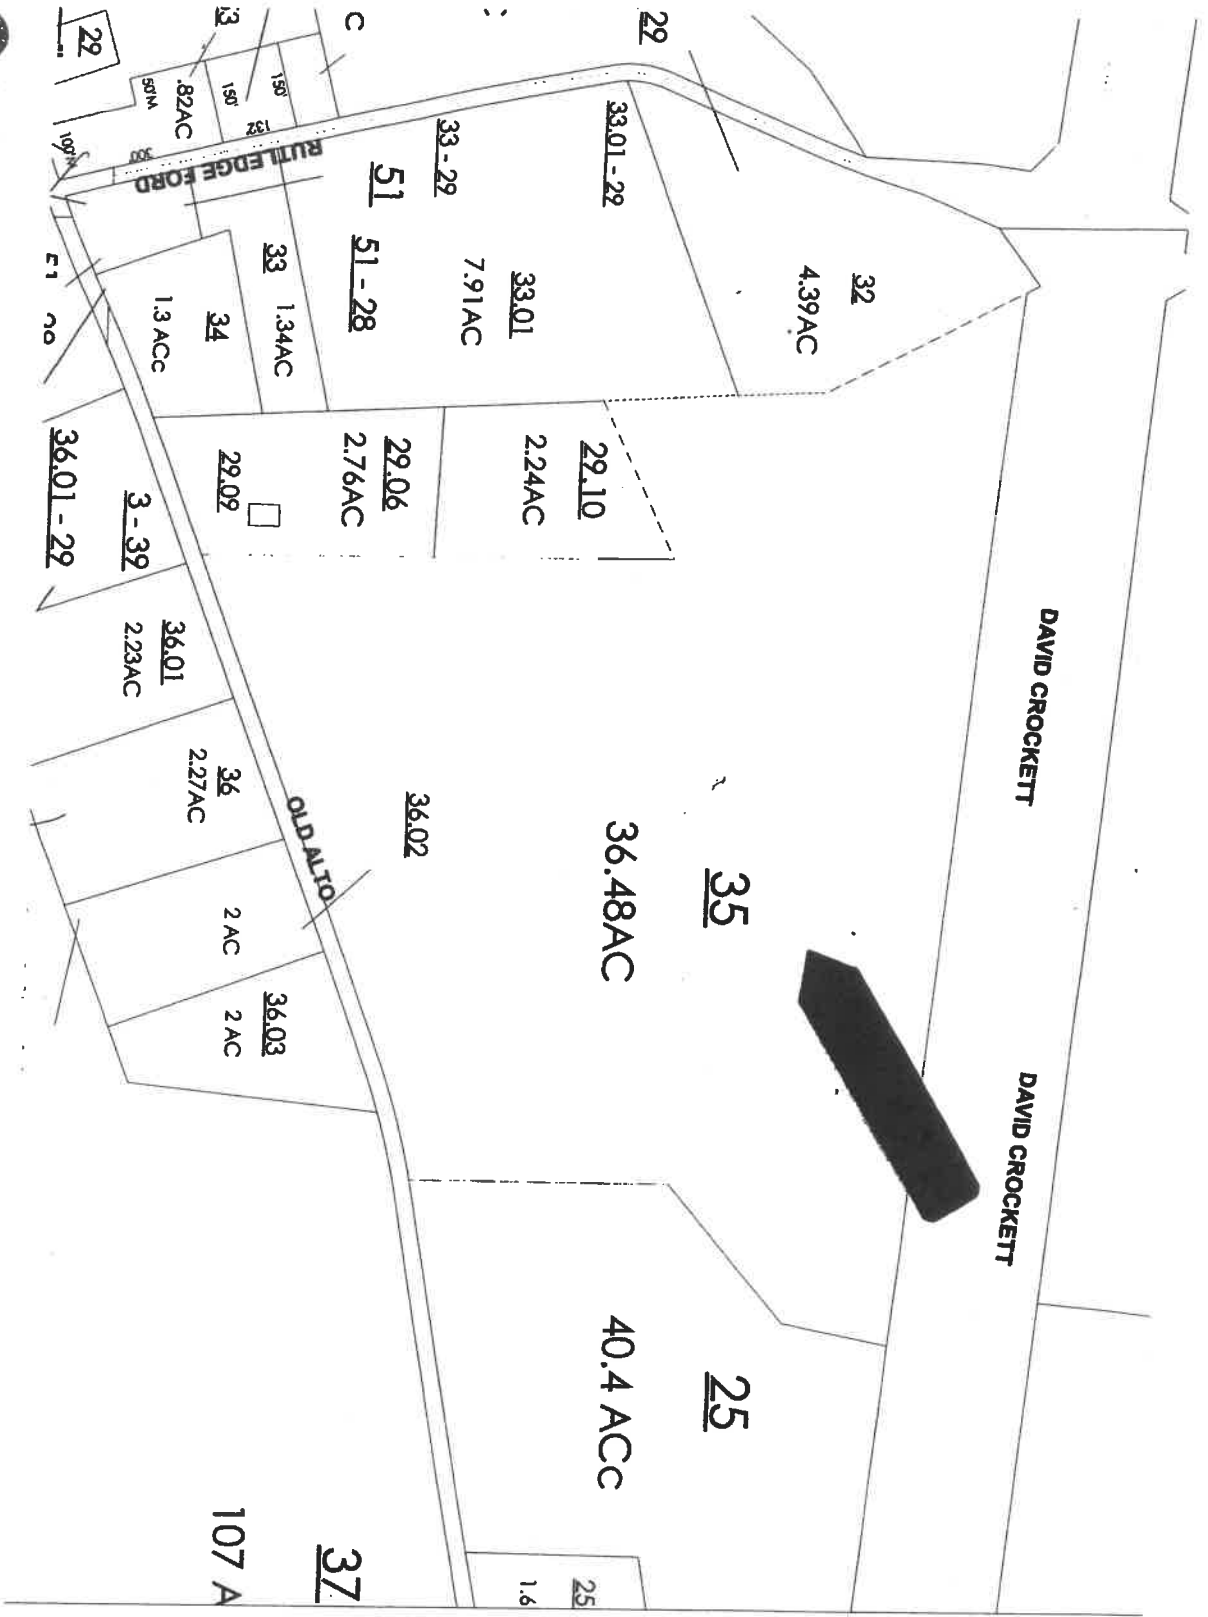 29
33.01 - 29
33 - 29
51
51 - 28
C
.82AC
50'M
150'
150'
132
300
100'M
RUTLEDGE FORD
29
32
4.39AC
33.01
7.91AC
33
1.34AC
34
1.3 ACc
29.10
2.24AC
29.06
2.76AC
29.09
3 - 39
36.01 - 29
36.01
2.23AC
36
2.27AC
2 AC
36.03
2 AC
OLD ALTO
36.02
35
36.48AC
DAVID CROCKETT
DAVID CROCKETT
25
40.4 ACc
25
1.6
37
107 A